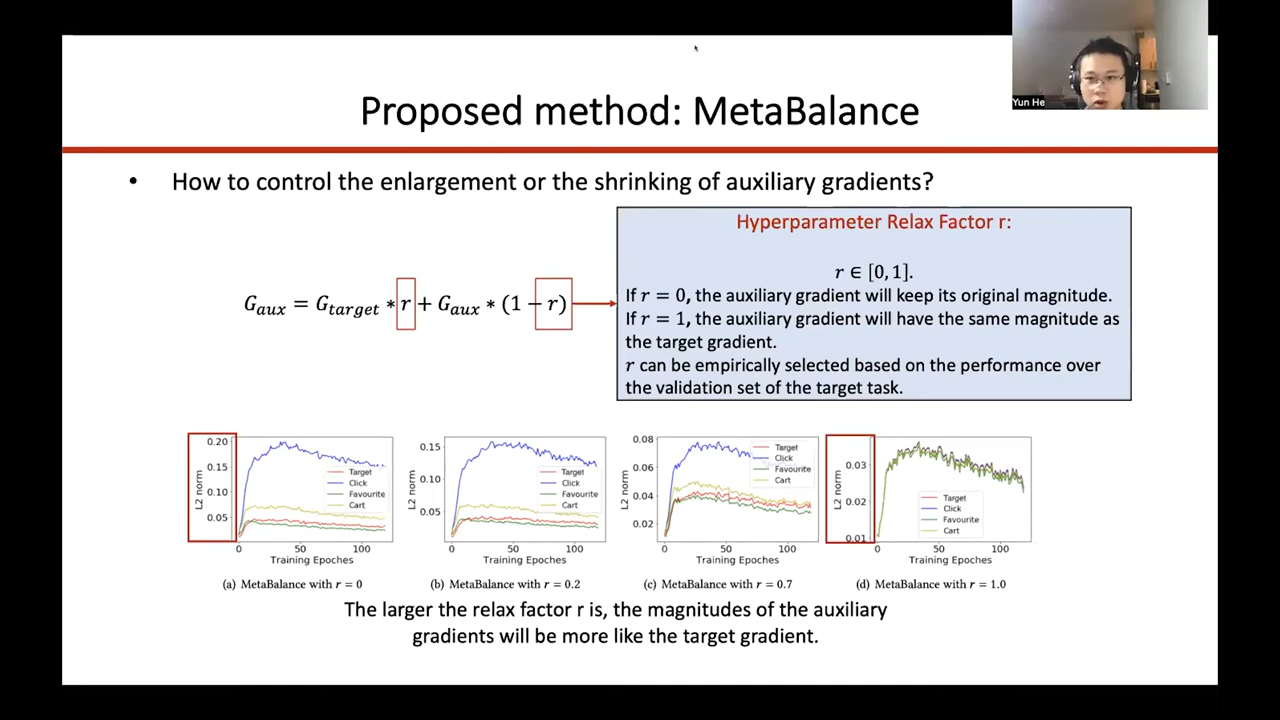 Yun He
Proposed method: MetaBalance
• How to control the enlargement or the shrinking of auxiliary gradients?
G_aux = G_target * r + G_aux * (1 − r)
Hyperparameter Relax Factor r:
r ∈ [0, 1].
If r = 0, the auxiliary gradient will keep its original magnitude.
If r = 1, the auxiliary gradient will have the same magnitude as
the target gradient.
r can be empirically selected based on the performance over
the validation set of the target task.
L2 norm
0.20
0.15
0.10
0.05
Target
Click
Favourite
Cart
0 50 100
Training Epoches
(a) MetaBalance with r = 0
L2 norm
0.15
0.10
0.05
Target
Click
Favourite
Cart
0 50 100
Training Epoches
(b) MetaBalance with r = 0.2
L2 norm
0.08
0.06
0.04
0.02
Target
Click
Favourite
Cart
0 50 100
Training Epoches
(c) MetaBalance with r = 0.7
L2 norm
0.03
0.02
0.01
Target
Click
Favourite
Cart
0 50 100
Training Epoches
(d) MetaBalance with r = 1.0
The larger the relax factor r is, the magnitudes of the auxiliary
gradients will be more like the target gradient.